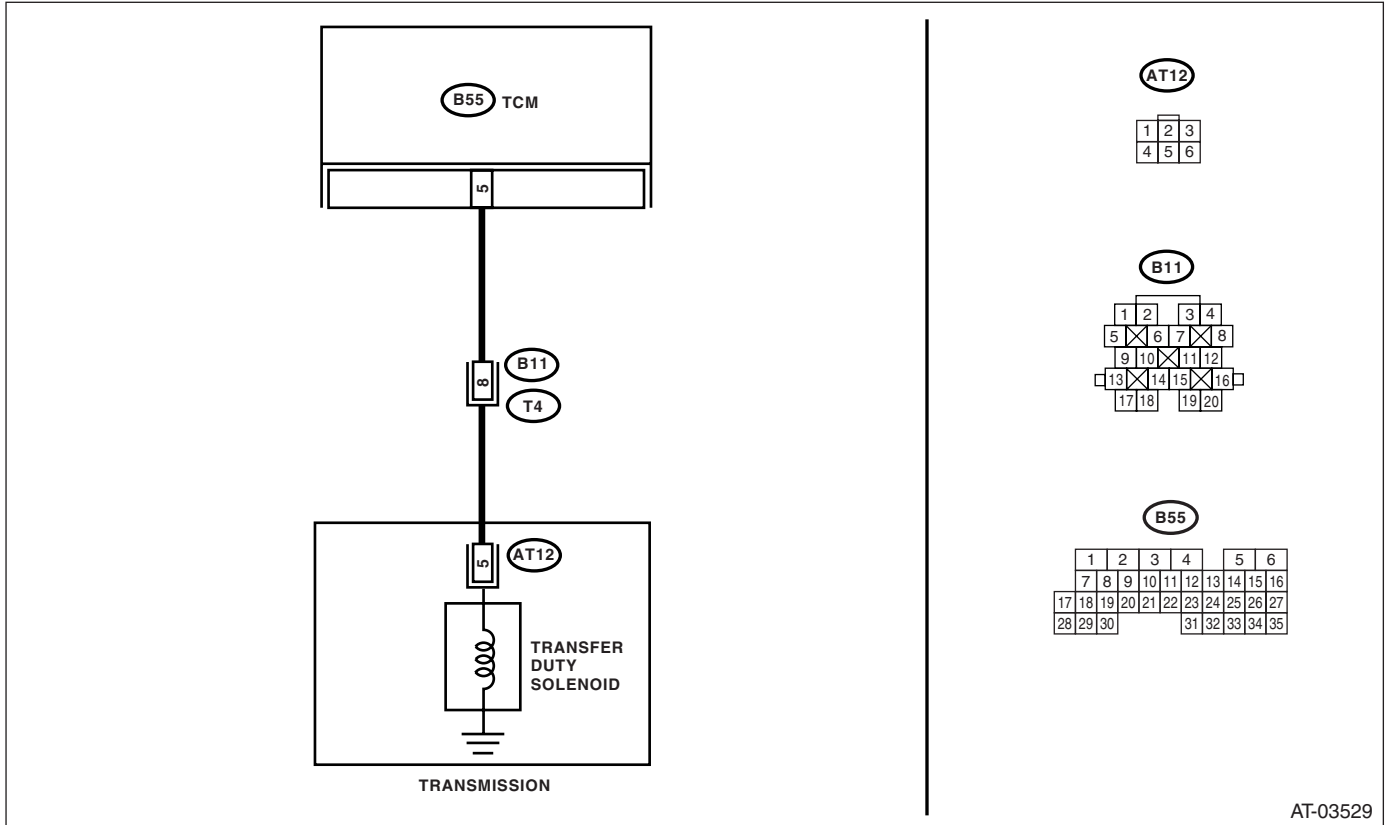 B55 TCM
5
8
B11
T4
5
AT12
TRANSFER
DUTY
SOLENOID
TRANSMISSION
AT12
1 2 3
4 5 6
B11
1 2 3 4
5 6 7 8
9 10 11 12
13 14 15 16
17 18 19 20
B55
1 2 3 4 5 6
7 8 9 10 11 12 13 14 15 16
17 18 19 20 21 22 23 24 25 26 27
28 29 30 31 32 33 34 35
AT-03529